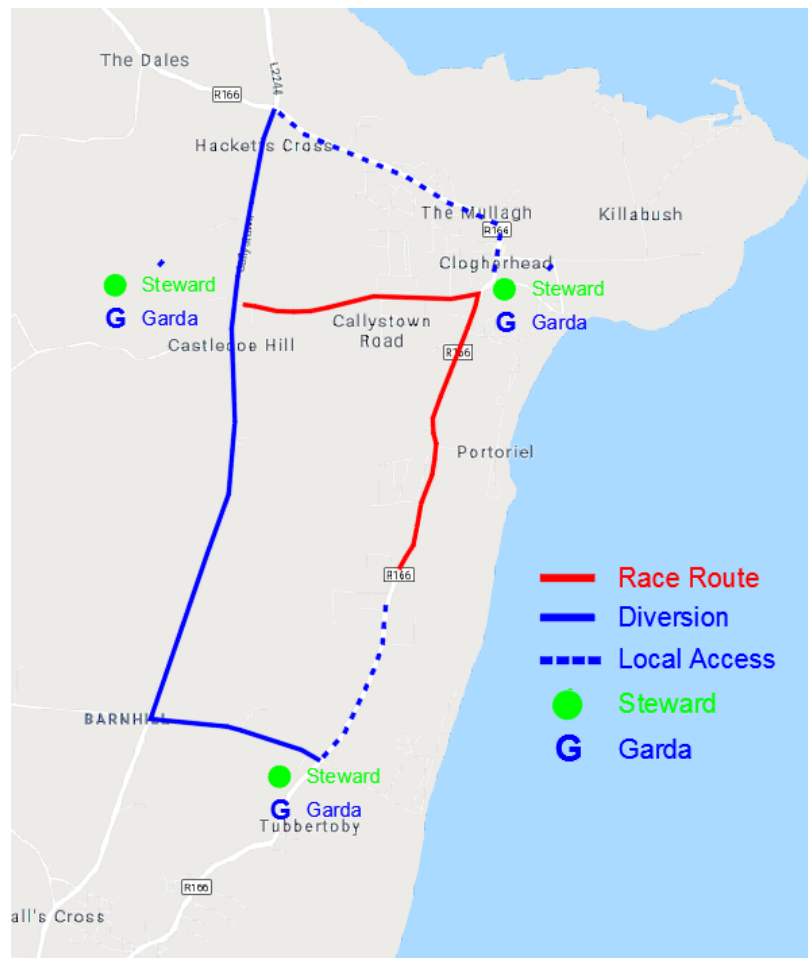 The Dales
L2244
R166
Hacketts Cross
The Mullagh
Killabush
R166
Callystown
Clogherhead
Steward
Steward
G Garda
G Garda
Callystown
Road
Castlecoe Hill
R166
Portoriel
R166
Race Route
Diversion
Local Access
BARNHILL
Steward
G Garda
Steward
G Garda
Tubbertoby
R166
all's Cross